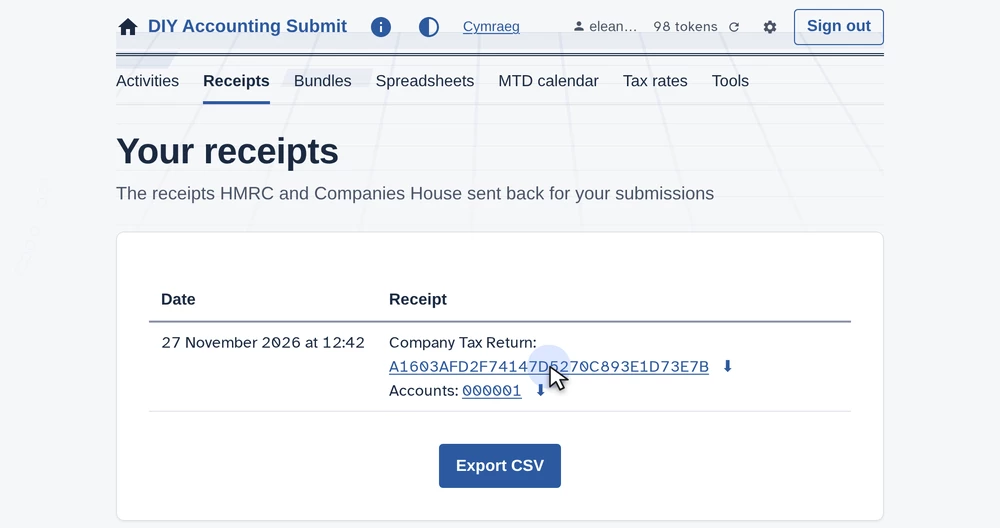 DIY Accounting Submit
Cymraeg
elean...
98 tokens
Sign out
Activities
Receipts
Bundles
Spreadsheets
MTD calendar
Tax rates
Tools
Your receipts
The receipts HMRC and Companies House sent back for your submissions
Date
Receipt
27 November 2026 at 12:42
Company Tax Return:
A1603AFD2F74147D5270C893E1D73E7B
Accounts: 000001
Export CSV